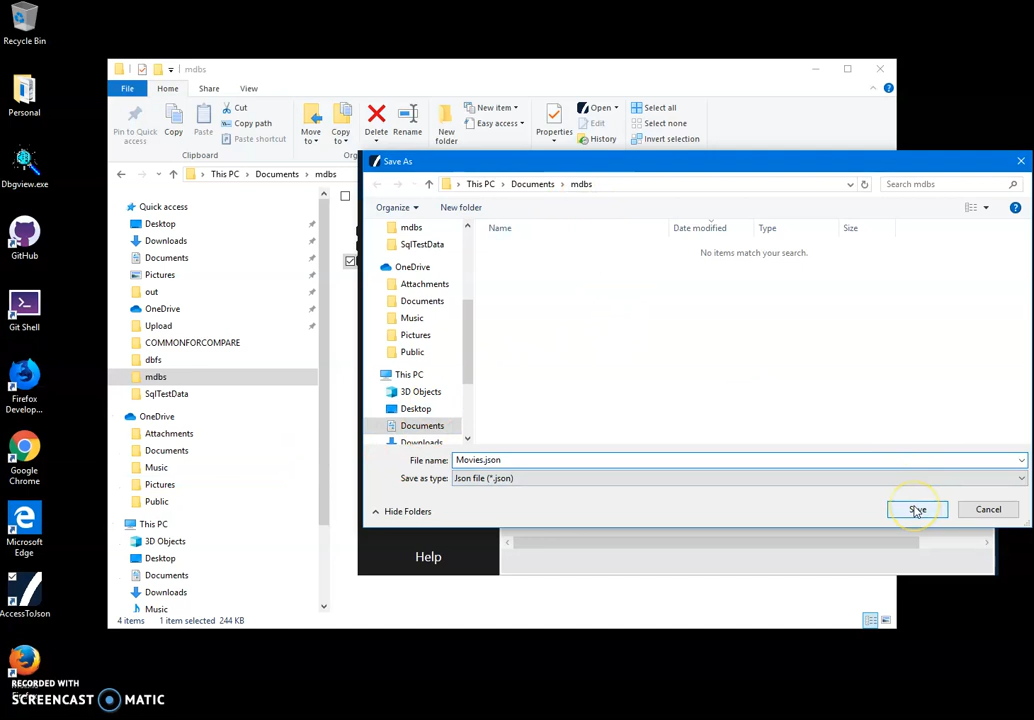 Recycle Bin
Personal
Dbgview.exe
GitHub
Git Shell
Firefox
Develop...
Google
Chrome
Microsoft
Edge
AccessToJson
RECORDED WITH
SCREENCAST MATIC
mdbs
File Home Share View
Pin to Quick
access
Copy
Paste
Cut
Copy path
Paste shortcut
Clipboard
Move
to
Copy
to
Delete
Rename
New
folder
New item
Easy access
Properties
Open
Edit
History
Select all
Select none
Invert selection
This PC Documents mdbs
Quick access
Desktop
Downloads
Documents
Pictures
out
OneDrive
Upload
COMMONFORCOMPARE
dbfs
mdbs
SqlTestData
OneDrive
Attachments
Documents
Music
Pictures
Public
This PC
3D Objects
Desktop
Documents
Downloads
Music
4 items 1 item selected 244 KB
Save As
This PC Documents mdbs
Search mdbs
Organize New folder
mdbs
SqlTestData
OneDrive
Attachments
Documents
Music
Pictures
Public
This PC
3D Objects
Desktop
Documents
Downloads
Name Date modified Type Size
No items match your search.
File name: Movies.json
Save as type: Json file (*.json)
Hide Folders
Save Cancel
Help